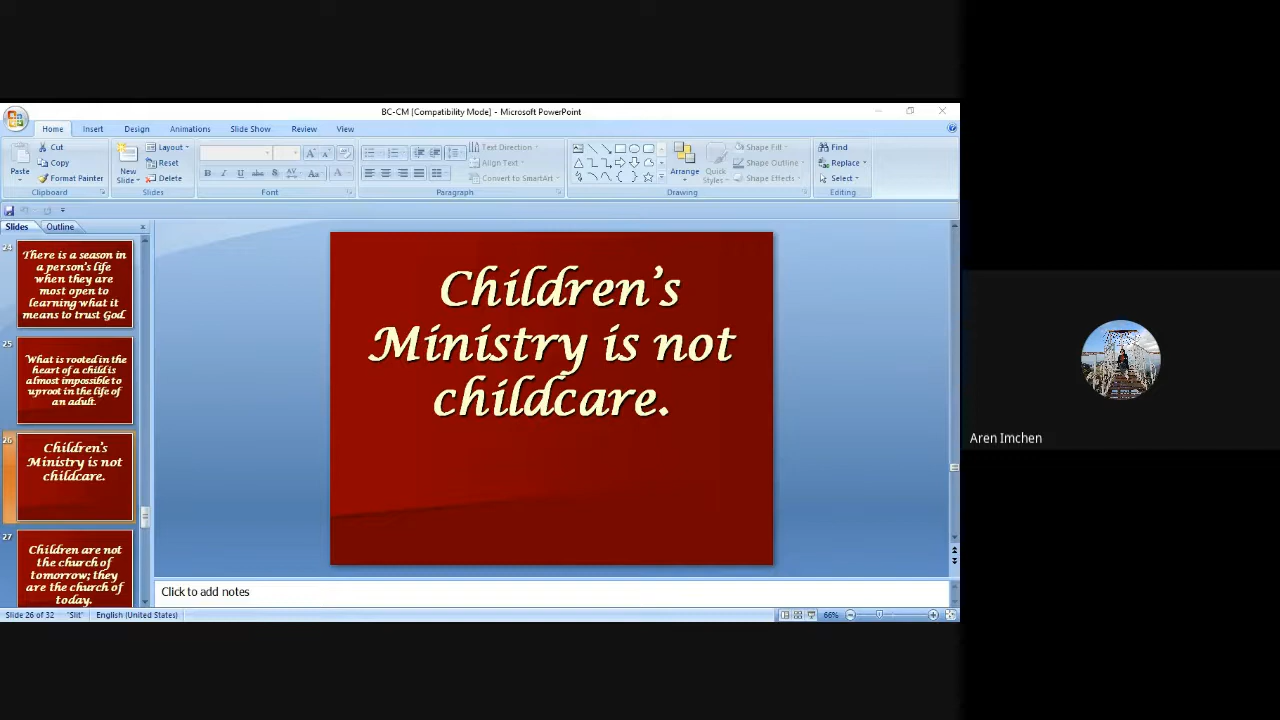 BC-CM [Compatibility Mode] - Microsoft PowerPoint
Home Insert Design Animations Slide Show Review View
Cut
Copy
Format Painter
Paste
Clipboard
New
Slide
Layout
Reset
Delete
Slides
Font
Text Direction
Align Text
Convert to SmartArt
Paragraph
Arrange
Quick
Styles
Shape Fill
Shape Outline
Shape Effects
Drawing
Find
Replace
Select
Editing
Slides Outline
24
There is a season in
a person's life
when they are
most open to
learning what it
means to trust God.
25
What is rooted in the
heart of a child is
almost impossible to
uproot in the life of
an adult.
26
Children's
Ministry is not
childcare.
27
Children are not
the church of
tomorrow; they
are the church of
today.
Children's
Ministry is not
childcare.
Click to add notes
Slide 26 of 32 "Slit" English (United States) 66%
Aren Imchen